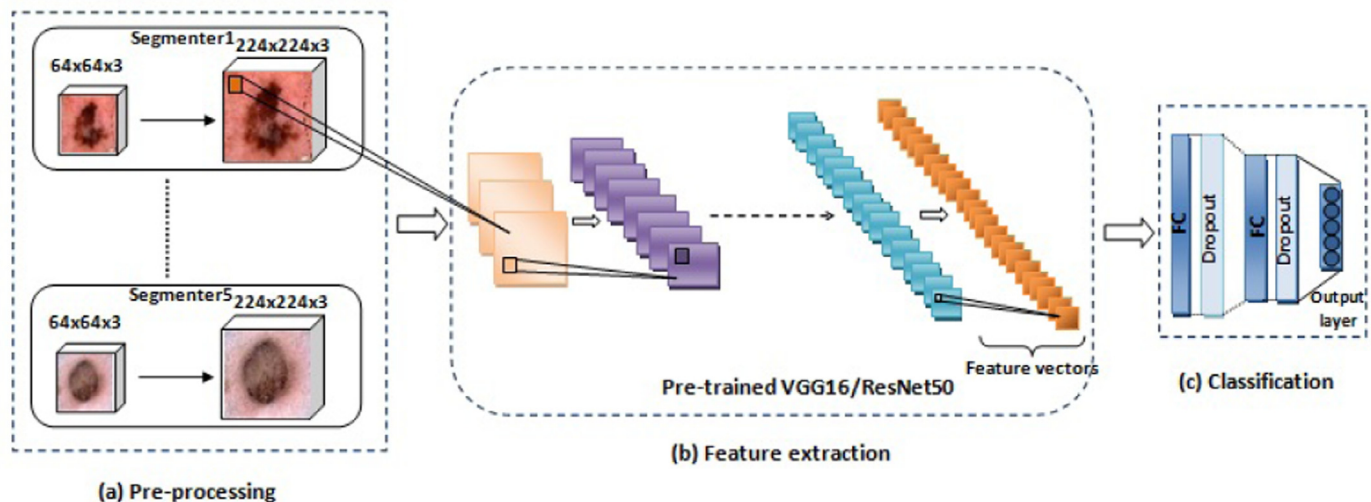 Segmenter1
64x64x3
224x224x3
Segmenter5
64x64x3
224x224x3
(a) Pre-processing
Feature vectors
Pre-trained VGG16/ResNet50
(b) Feature extraction
FC
Dropout
FC
Dropout
Output
layer
(c) Classification